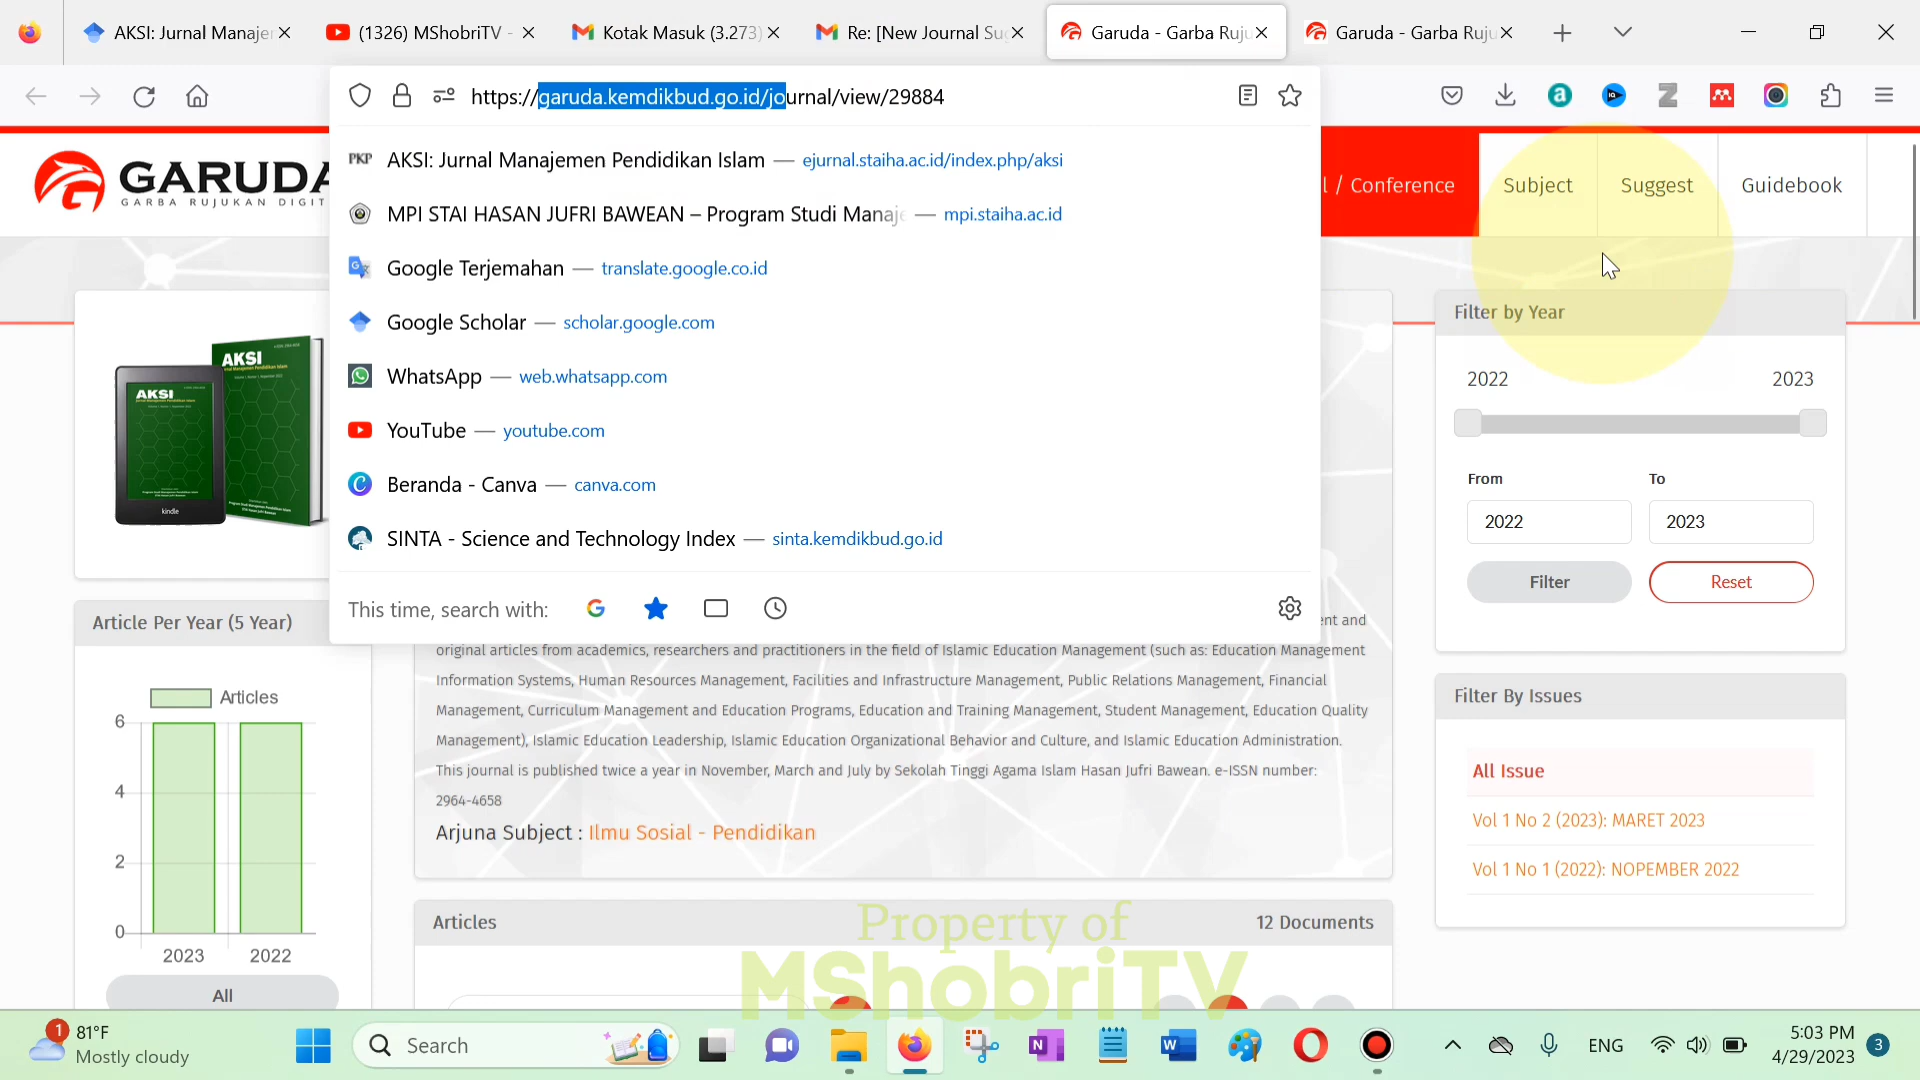 AKSI: Jurnal Manajer
(1326) MShobriTV -
Kotak Masuk (3.273)
Re: [New Journal Su
Garuda - Garba Ruju
Garuda - Garba Ruju
https://garuda.kemdikbud.go.id/journal/view/29884
GARUDA
GARBA RUJUKAN DIGIT
l / Conference
Subject
Suggest
Guidebook
PKP AKSI: Jurnal Manajemen Pendidikan Islam — ejurnal.staiha.ac.id/index.php/aksi
MPI STAI HASAN JUFRI BAWEAN – Program Studi Manaje — mpi.staiha.ac.id
Google Terjemahan — translate.google.co.id
Google Scholar — scholar.google.com
WhatsApp — web.whatsapp.com
YouTube — youtube.com
Beranda - Canva — canva.com
SINTA - Science and Technology Index — sinta.kemdikbud.go.id
This time, search with:
AKSI
AKSI
kindle
Article Per Year (5 Year)
Articles
6
4
2
0
2023 2022
All
nt and
original articles from academics, researchers and practitioners in the field of Islamic Education Management (such as: Education Management
Information Systems, Human Resources Management, Facilities and Infrastructure Management, Public Relations Management, Financial
Management, Curriculum Management and Education Programs, Education and Training Management, Student Management, Education Quality
Management), Islamic Education Leadership, Islamic Education Organizational Behavior and Culture, and Islamic Education Administration.
This journal is published twice a year in November, March and July by Sekolah Tinggi Agama Islam Hasan Jufri Bawean. e-ISSN number:
2964-4658
Arjuna Subject : Ilmu Sosial - Pendidikan
Articles
12 Documents
Property of
MShobriTV
Filter by Year
2022 2023
From To
2022 2023
Filter Reset
Filter By Issues
All Issue
Vol 1 No 2 (2023): MARET 2023
Vol 1 No 1 (2022): NOPEMBER 2022
1
81°F
Mostly cloudy
Search
ENG
5:03 PM
4/29/2023
3